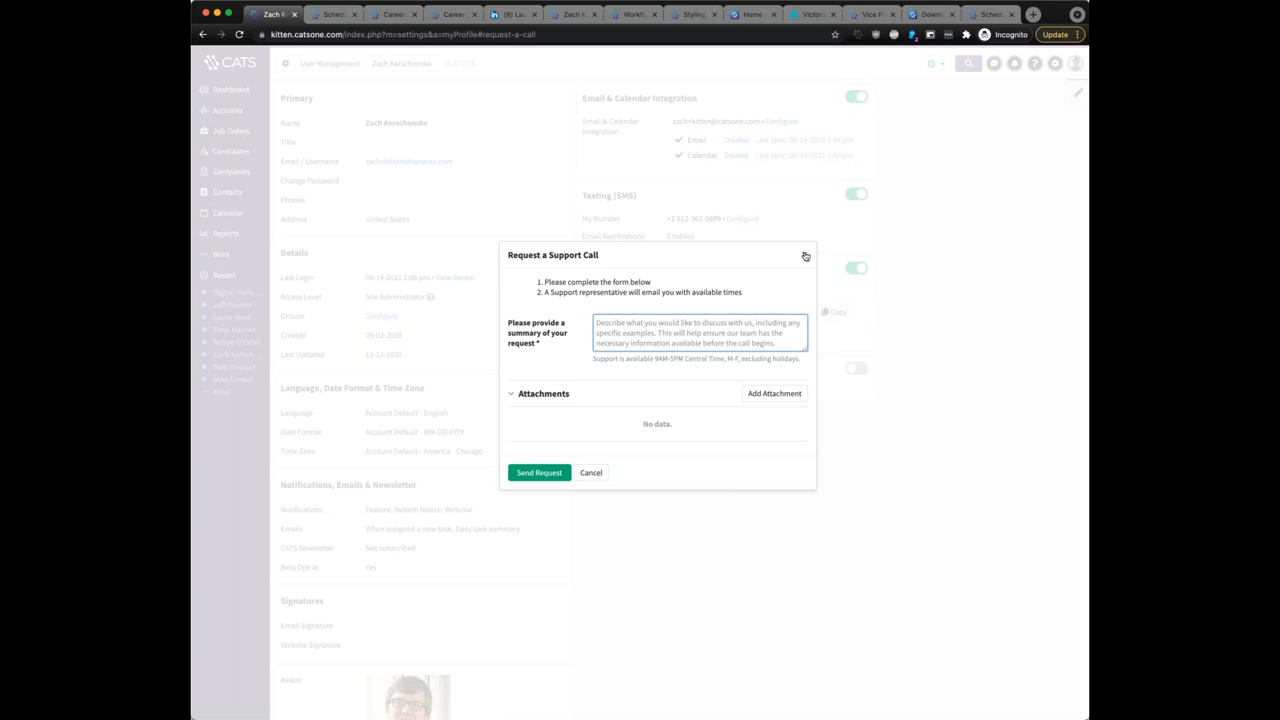 Zach K
Schedu
Careers
Career
(8) Lau
Zach K
Workfl
Styling
Home
Victoria
Vice Pr
Downl
Schedu
kitten.catsone.com/index.php?m=settings&a=myProfile#request-a-call
Incognito
Update
CATS
User Management
Zach Kerschenske
Dashboard
Activities
Job Orders
Candidates
Companies
Contacts
Calendar
Reports
More
Recent
Primary
Name
Zach Kerschenske
Title
Email / Username
zach+kitten@catsone.com
Change Password
Phones
Address
United States
Details
Last Login
09-14-2021 2:06 pm • View Recent
Access Level
Site Administrator
Groups
Configure
Created
05-02-2018
Last Updated
11-12-2020
Language, Date Format & Time Zone
Language
Account Default - English
Date Format
Account Default - MM-DD-YYYY
Time Zone
Account Default - America - Chicago
Notifications, Emails & Newsletter
Notifications
Feature, System Notice, Webinar
Emails
When assigned a new task, Daily task summary
CATS Newsletter
Not subscribed
Beta Opt-In
Yes
Signatures
Email Signature
Website Signature
Avatar
Email & Calendar Integration
Email & Calendar
Integration
zach+kitten@catsone.com • Configure
Email
Disable
Last sync: 09-14-2021 1:44 pm
Calendar
Disable
Last sync: 09-14-2021 1:50 pm
Texting (SMS)
My Number
+1 612-361-0699 • Configure
Email Notifications
Enabled
Copy
Request a Support Call
1. Please complete the form below
2. A Support representative will email you with available times
Please provide a
summary of your
request *
Describe what you would like to discuss with us, including any
specific examples. This will help ensure our team has the
necessary information available before the call begins.
Support is available 9AM-5PM Central Time, M-F, excluding holidays.
Attachments
Add Attachment
No data.
Send Request
Cancel